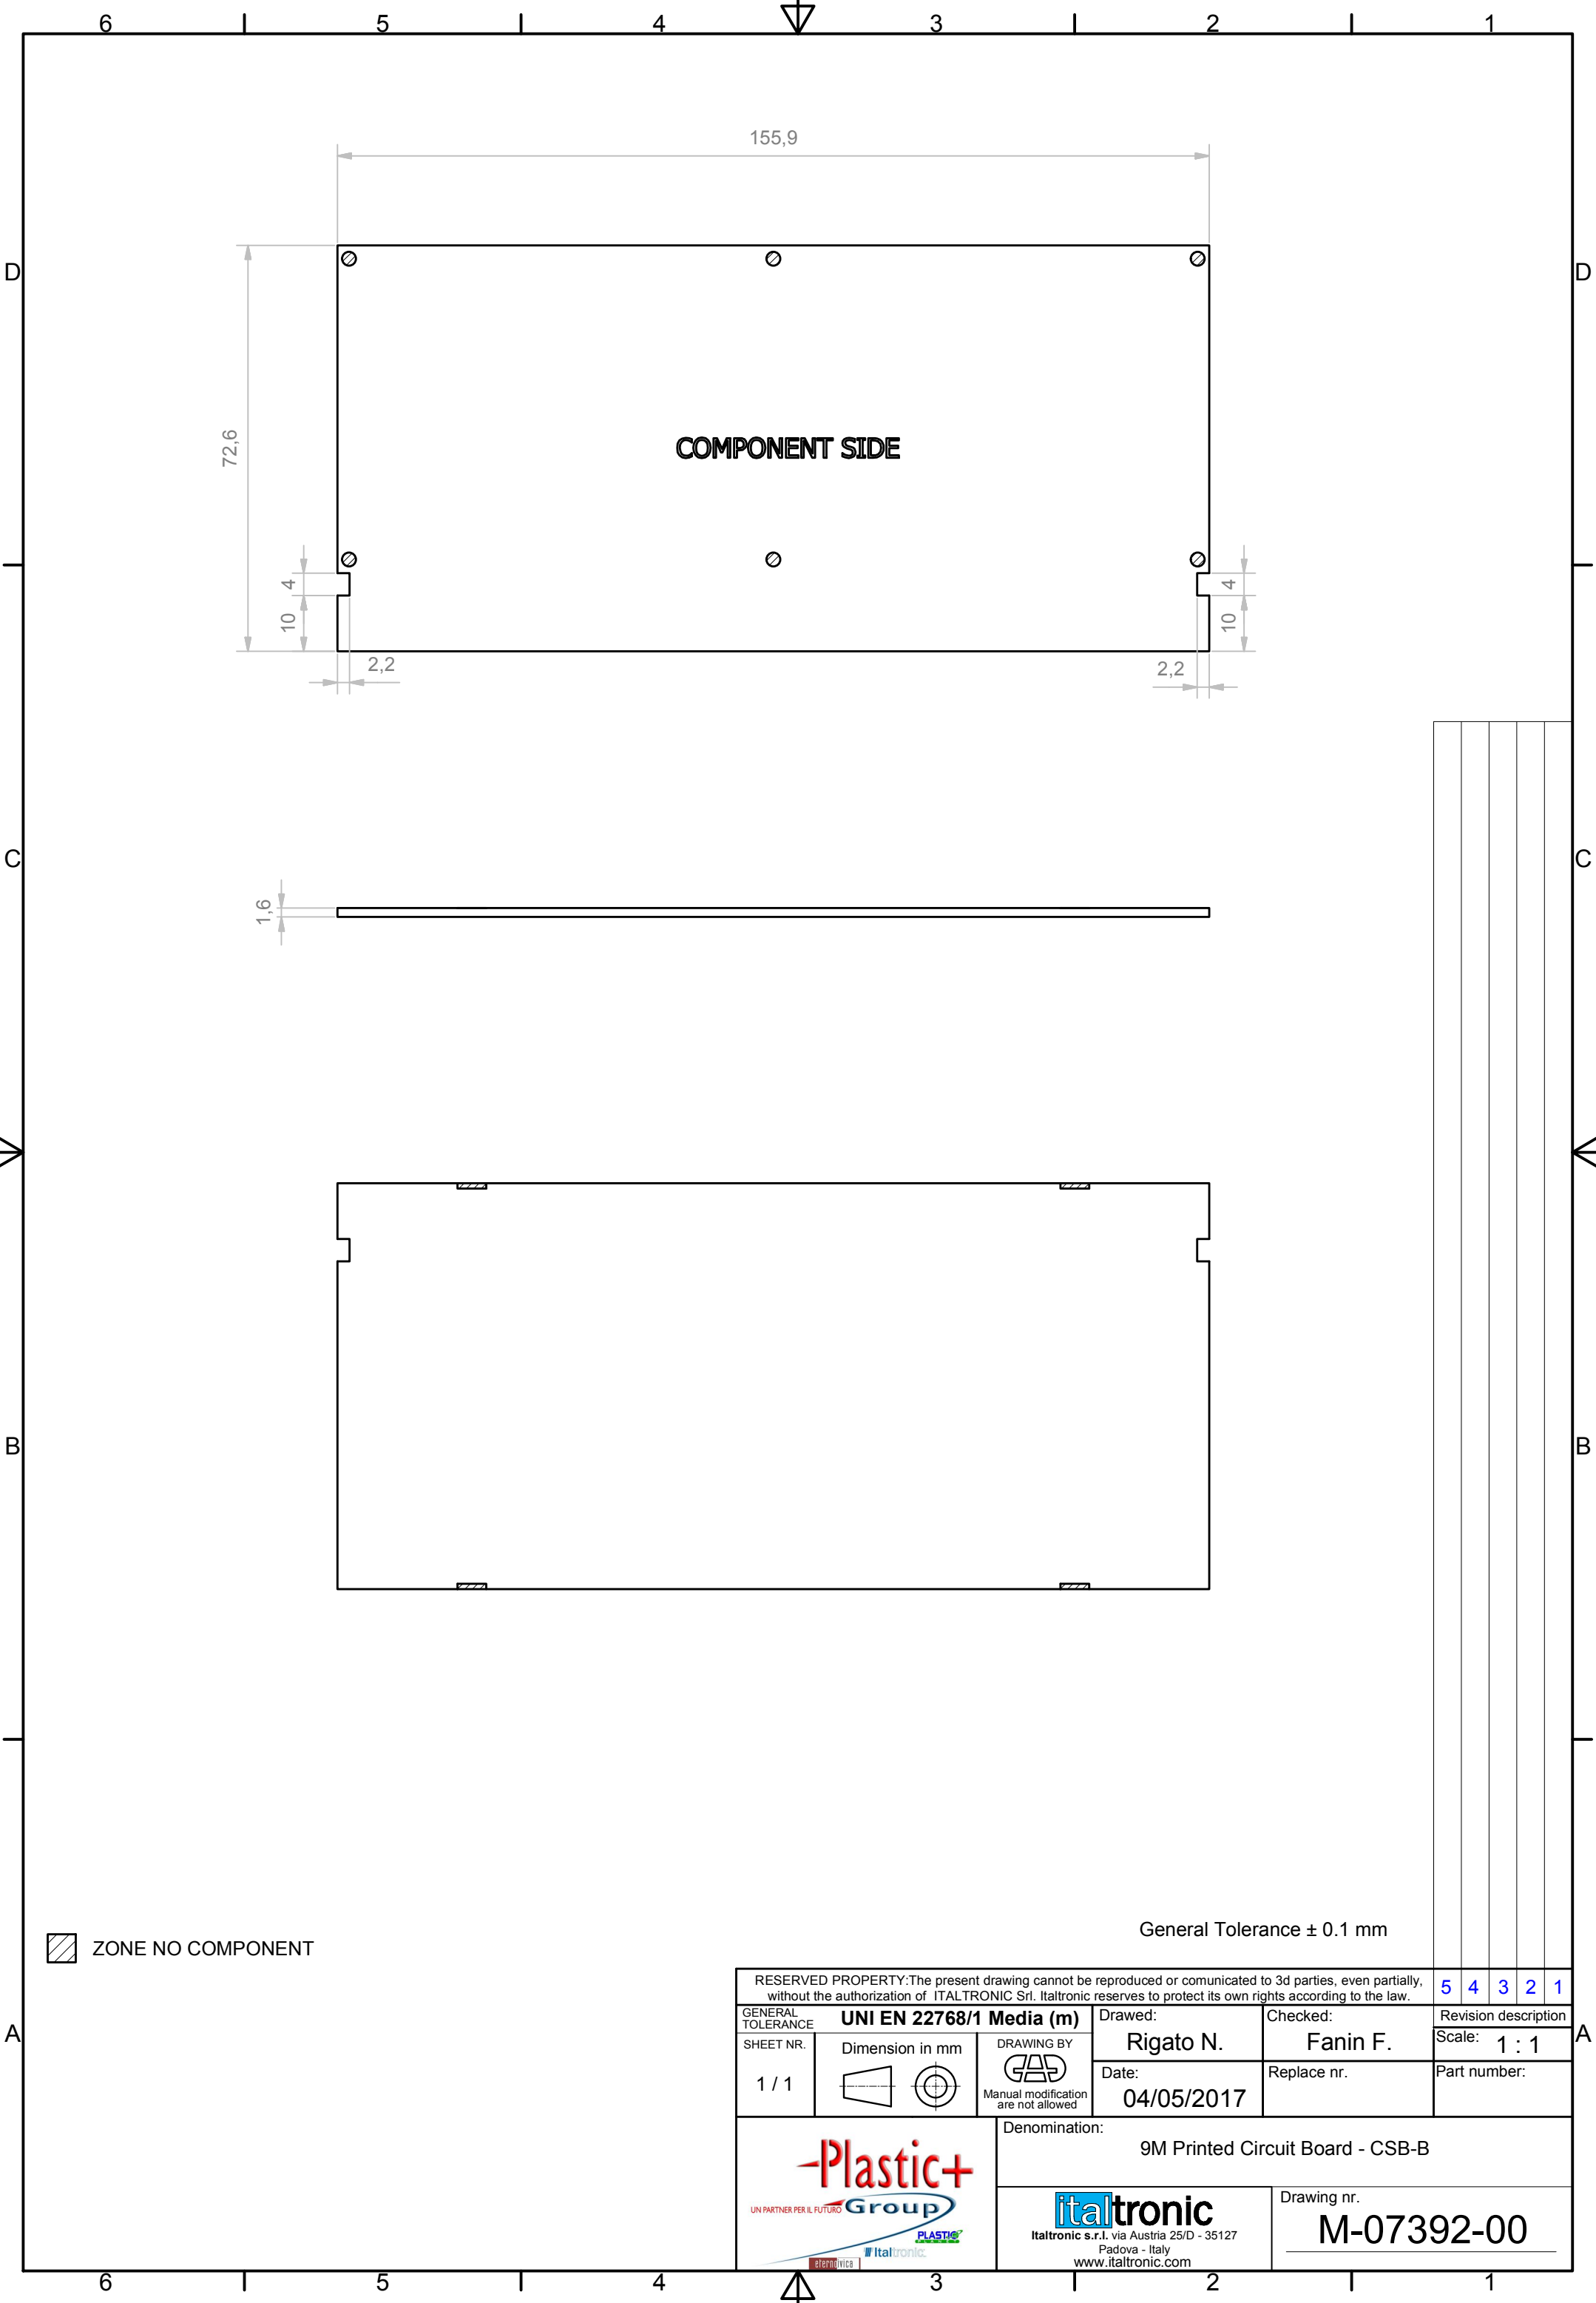 6 5 4 3 2 1
155,9
D D
72,6
COMPONENT SIDE
4 4
10 10
2,2 2,2
C C
1,6
B B
General Tolerance ± 0.1 mm
ZONE NO COMPONENT
RESERVED PROPERTY:The present drawing cannot be reproduced or comunicated to 3d parties, even partially,
without the authorization of ITALTRONIC Srl. Italtronic reserves to protect its own rights according to the law.
5 4 3 2 1
Revision description
GENERAL
TOLERANCE
UNI EN 22768/1 Media (m)
Drawed:
Rigato N.
Checked:
Fanin F.
Scale: 1 : 1
A A
SHEET NR.
1 / 1
Dimension in mm
DRAWING BY
CAD
Manual modification
are not allowed
Date:
04/05/2017
Replace nr.
Part number:
Denomination:
9M Printed Circuit Board - CSB-B
Plastic+
UN PARTNER PER IL FUTURO Group
PLASTIC
PLANET
Italtronic
eternoivica
italtronic
Italtronic s.r.l. via Austria 25/D - 35127
Padova - Italy
www.italtronic.com
Drawing nr.
M-07392-00
6 5 4 3 2 1